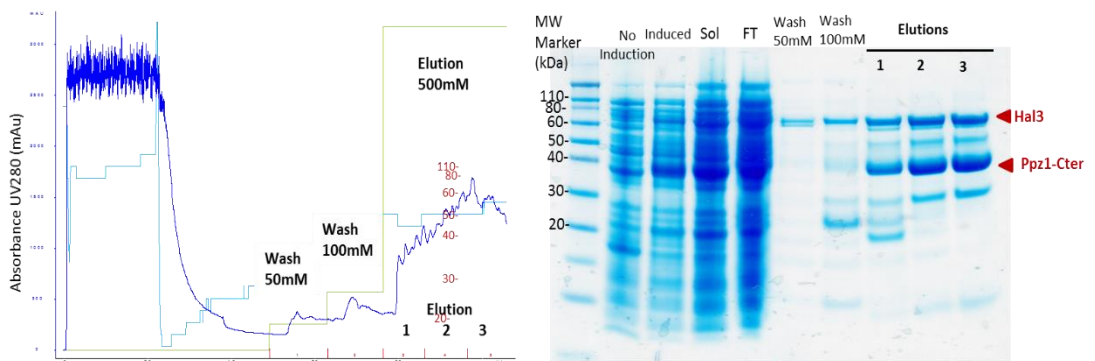 Absorbance UV280 (mAu)
Wash
50mM
Wash
100mM
Elution
500mM
110-
80-
60-
50-
40-
30-
20-
Elution
1 2 3
MW
Marker
(kDa)
No
Induction
Induced
Sol
FT
Wash
50mM
Wash
100mM
Elutions
1 2 3
110-
80-
60-
50-
40-
30-
20-
Hal3
Ppz1-Cter